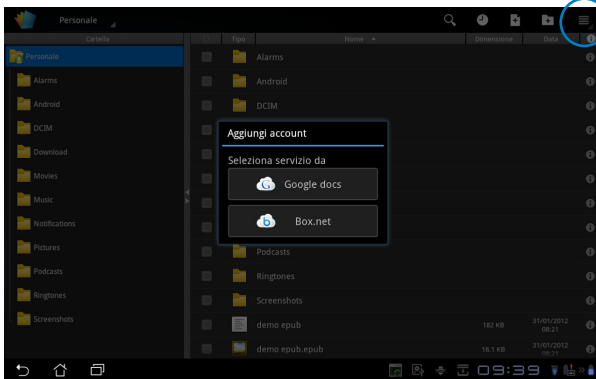 Personale
Cartella Tipo Nome Dimensione Data
Personale
Alarms
Android
DCIM
Download
Movies
Music
Notifications
Pictures
Podcasts
Ringtones
Screenshots
Alarms
Android
DCIM
Aggiungi account
Seleziona servizio da
G Google docs
b Box.net
Podcasts
Ringtones
Screenshots
demo epub 182 KB 31/01/2012 08:21
demo epub.epub 16.1 KB 31/01/2012 08:21
09:39